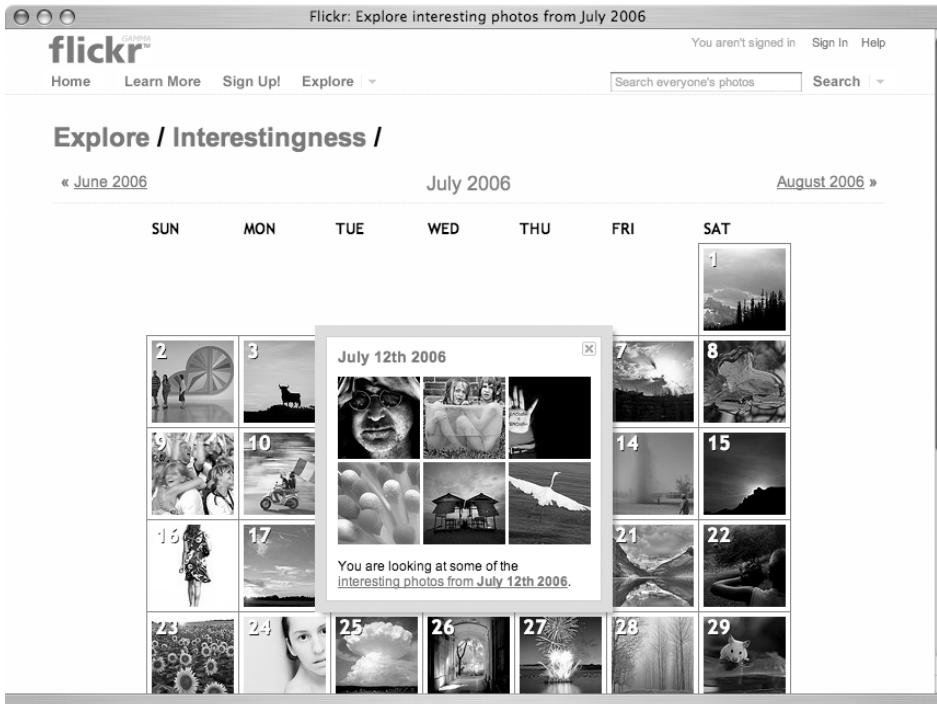 Flickr: Explore interesting photos from July 2006
flickr GAMMA TM
You aren't signed in Sign In Help
Home Learn More Sign Up! Explore
Search everyone's photos Search
Explore / Interestingness /
« June 2006 July 2006 August 2006 »
SUN MON TUE WED THU FRI SAT
1
2 3 7 8
July 12th 2006
9 10 14 15
16 17 21 22
You are looking at some of the
interesting photos from July 12th 2006.
23 24 25 26 27 28 29